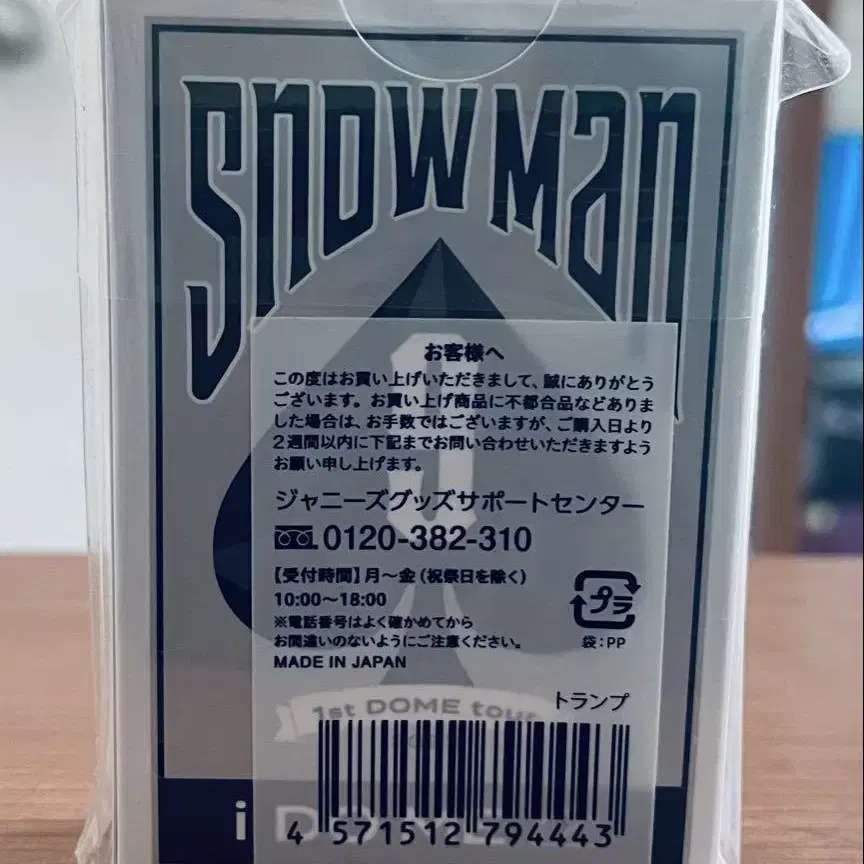 Snow Man
お客様へ
この度はお買い上げいただきまして、誠にありがとう
ございます。お買い上げ商品に不都合品などありま
した場合は、お手数ではございますが、ご購入日より
2週間以内に下記までお問い合わせいただきますよう
お願い申し上げます。
ジャニーズグッズサポートセンター
0120-382-310
【受付時間】月～金（祝祭日を除く）
10:00～18:00
※電話番号はよく確かめてから
お間違いのないようにご注意ください。
MADE IN JAPAN
プラ
袋：PP
トランプ
1st DOME tour
i D
4 571512 794443